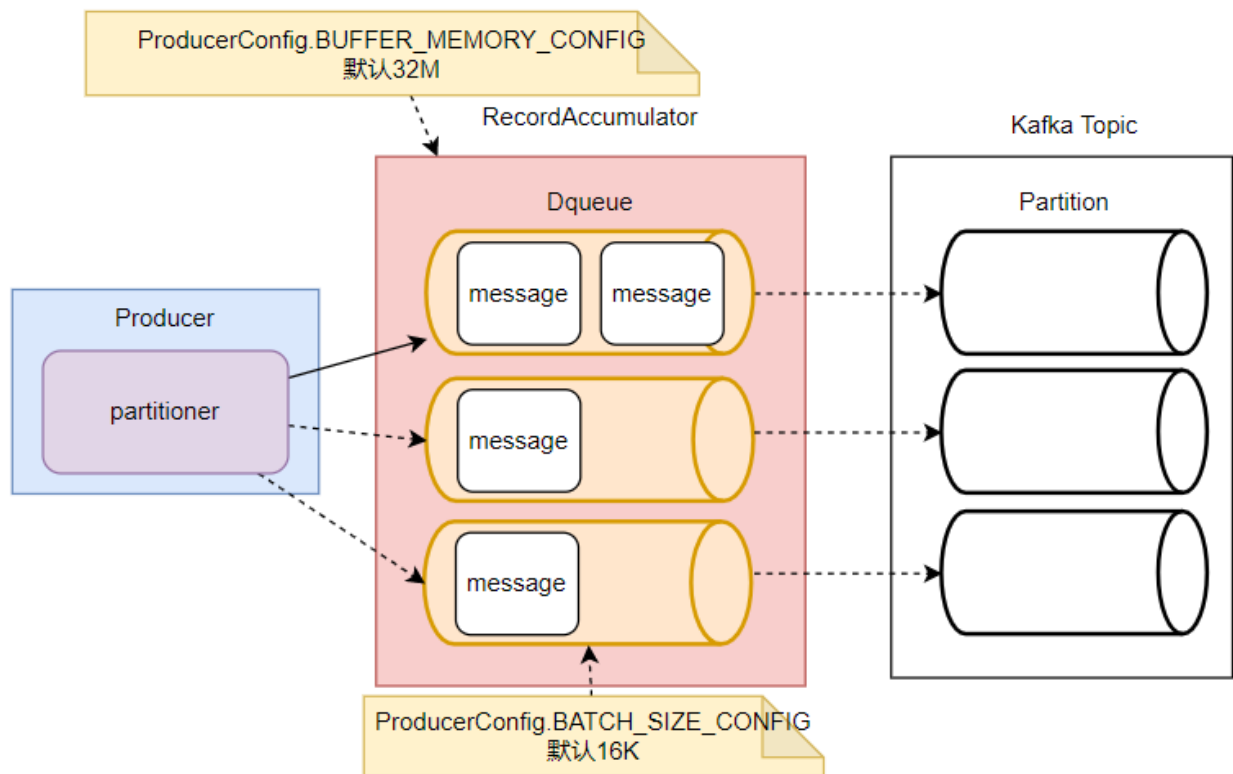 ProducerConfig.BUFFER_MEMORY_CONFIG
默认32M
RecordAccumulator
Kafka Topic
Dqueue
Partition
message
message
Producer
partitioner
message
message
ProducerConfig.BATCH_SIZE_CONFIG
默认16K